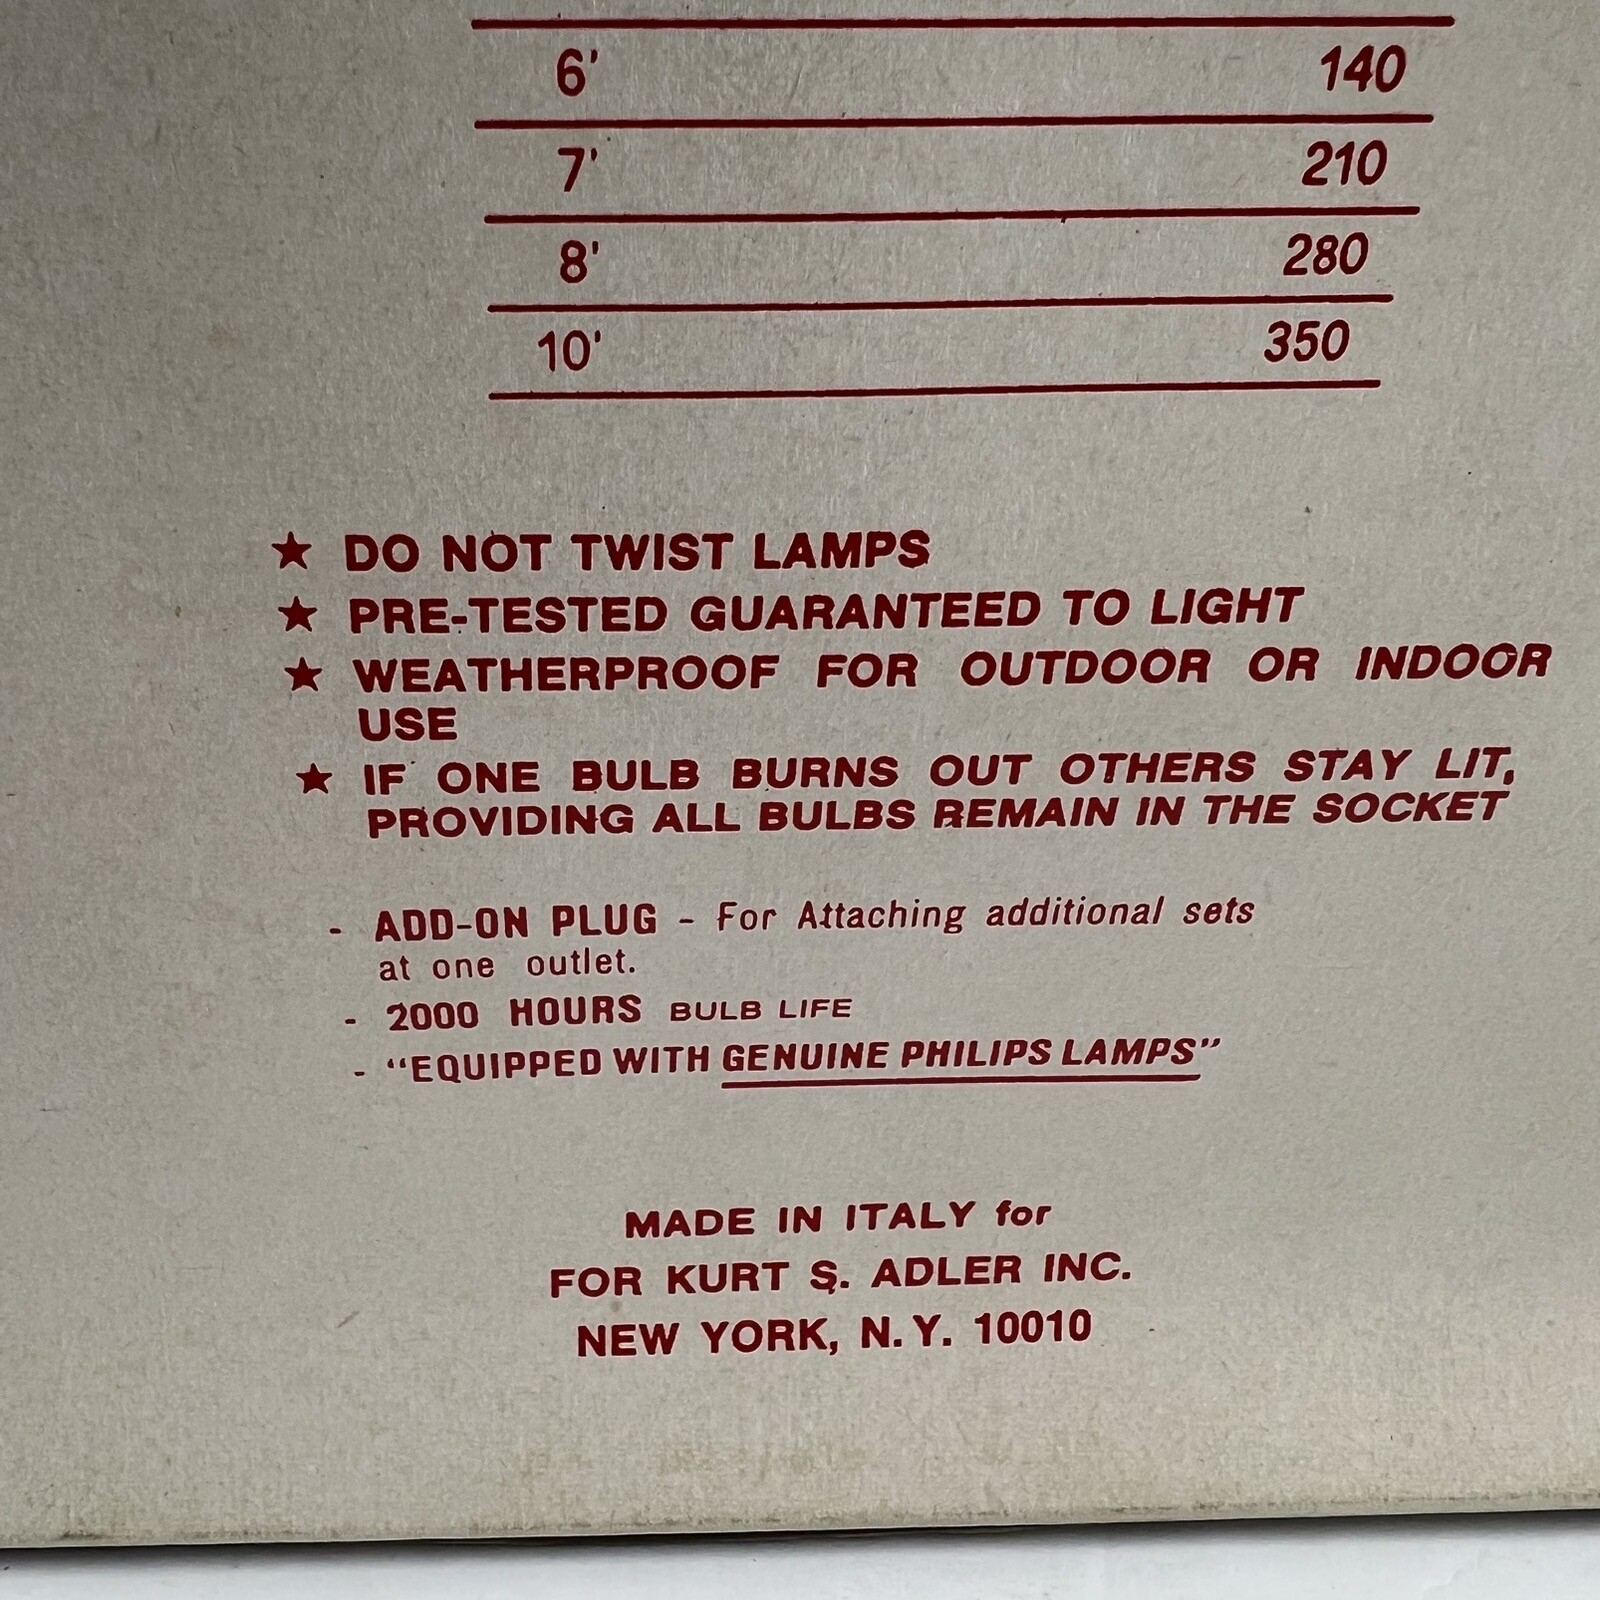 6' 140
7' 210
8' 280
10' 350
★ DO NOT TWIST LAMPS
★ PRE-TESTED GUARANTEED TO LIGHT
★ WEATHERPROOF FOR OUTDOOR OR INDOOR
USE
★ IF ONE BULB BURNS OUT OTHERS STAY LIT,
PROVIDING ALL BULBS REMAIN IN THE SOCKET
- ADD-ON PLUG - For Attaching additional sets
at one outlet.
- 2000 HOURS BULB LIFE
- "EQUIPPED WITH GENUINE PHILIPS LAMPS"
MADE IN ITALY for
FOR KURT S. ADLER INC.
NEW YORK, N.Y. 10010